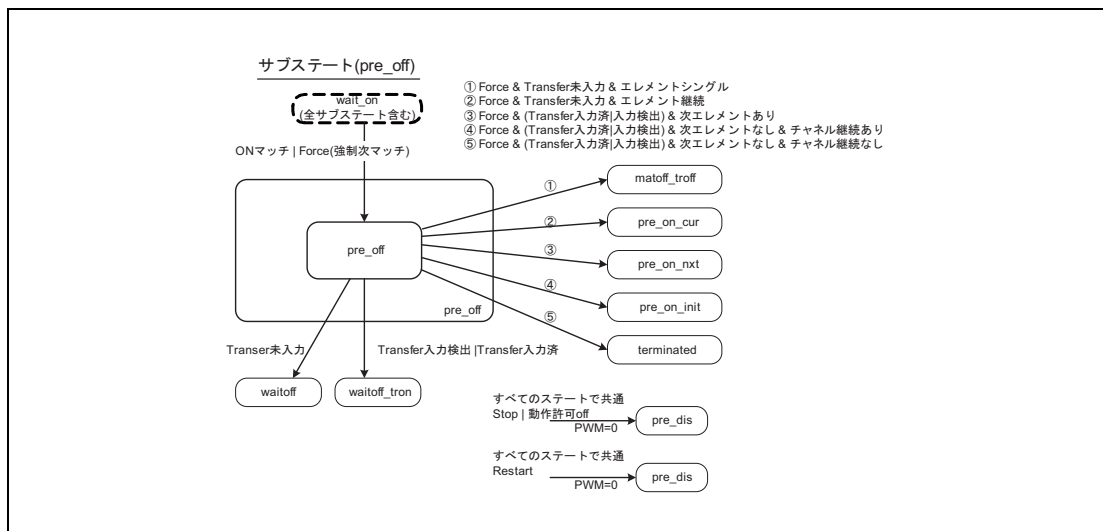 サブステート(pre_off)
wait_on
(全サブステート含む)
① Force & Transfer未入力 & エレメントシングル
② Force & Transfer未入力 & エレメント継続
③ Force & (Transfer入力済|入力検出) & 次エレメントあり
④ Force & (Transfer入力済|入力検出) & 次エレメントなし & チャネル継続あり
⑤ Force & (Transfer入力済|入力検出) & 次エレメントなし & チャネル継続なし
ONマッチ | Force(強制次マッチ)
①
matoff_troff
②
pre_on_cur
pre_off
③
pre_on_nxt
④
pre_on_init
pre_off
⑤
terminated
Transer未入力
Transfer入力検出 |Transfer入力済
waitoff
waitoff_tron
すべてのステートで共通
Stop | 動作許可off
PWM=0
pre_dis
すべてのステートで共通
Restart
PWM=0
pre_dis